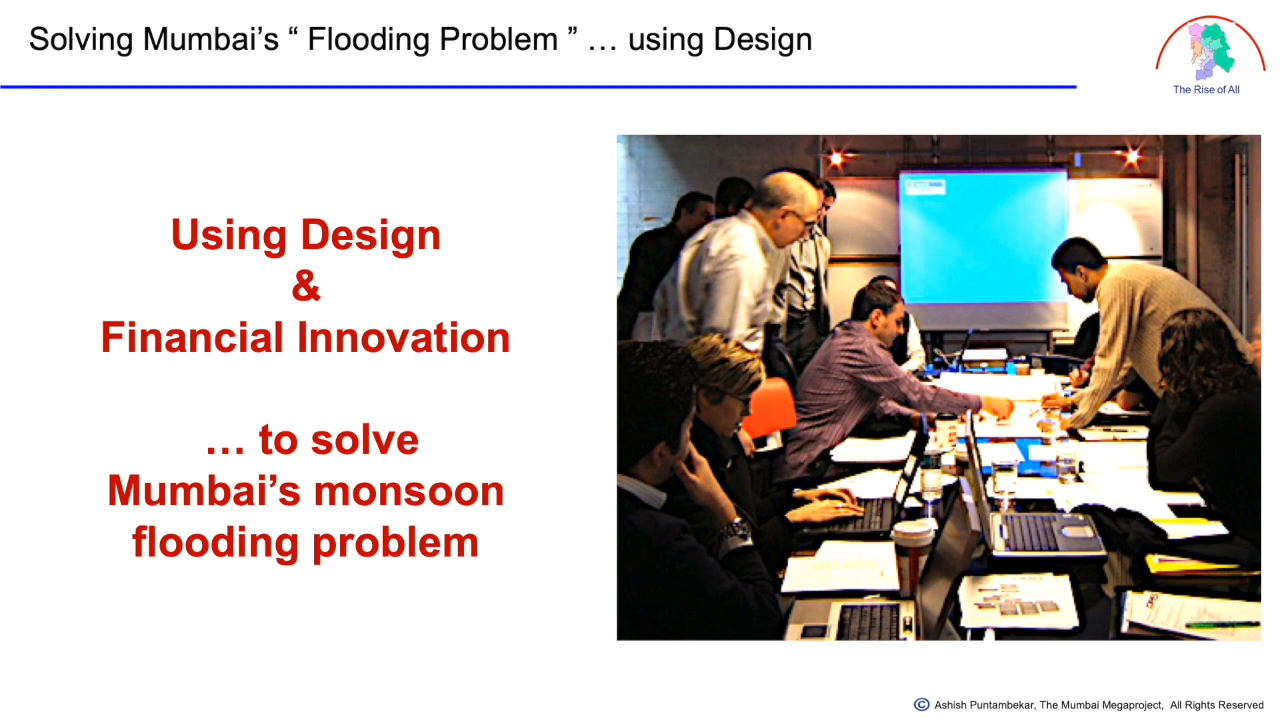 Solving Mumbai’s “ Flooding Problem ” … using Design
The Rise of All
Using Design
&
Financial Innovation
… to solve
Mumbai’s monsoon
flooding problem
© Ashish Puntambekar, The Mumbai Megaproject, All Rights Reserved